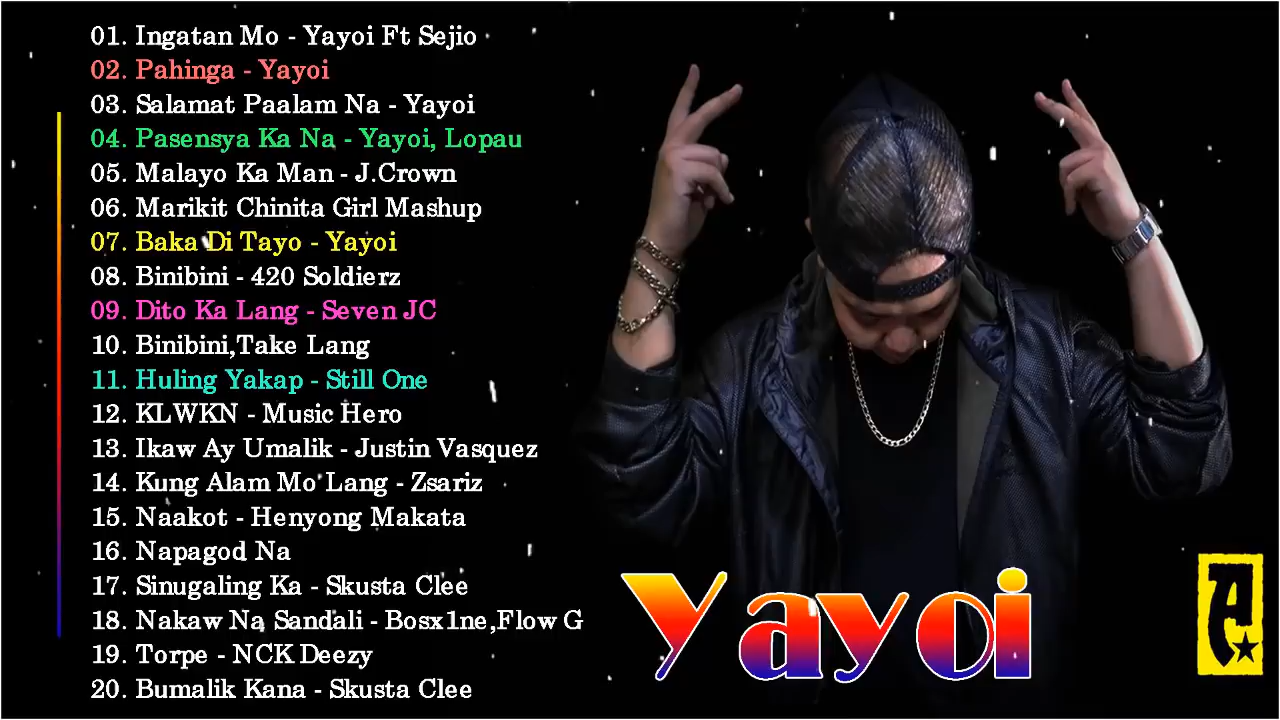 01. Ingatan Mo - Yayoi Ft Sejio
02. Pahinga - Yayoi
03. Salamat Paalam Na - Yayoi
04. Pasensya Ka Na - Yayoi, Lopau
05. Malayo Ka Man - J.Crown
06. Marikit Chinita Girl Mashup
07. Baka Di Tayo - Yayoi
08. Binibini - 420 Soldierz
09. Dito Ka Lang - Seven JC
10. Binibini,Take Lang
11. Huling Yakap - Still One
12. KLWKN - Music Hero
13. Ikaw Ay Umalik - Justin Vasquez
14. Kung Alam Mo Lang - Zsariz
15. Naakot - Henyong Makata
16. Napagod Na
17. Sinugaling Ka - Skusta Clee
18. Nakaw Na Sandali - Bosx1ne,Flow G
19. Torpe - NCK Deezy
20. Bumalik Kana - Skusta Clee
Yayoi
A